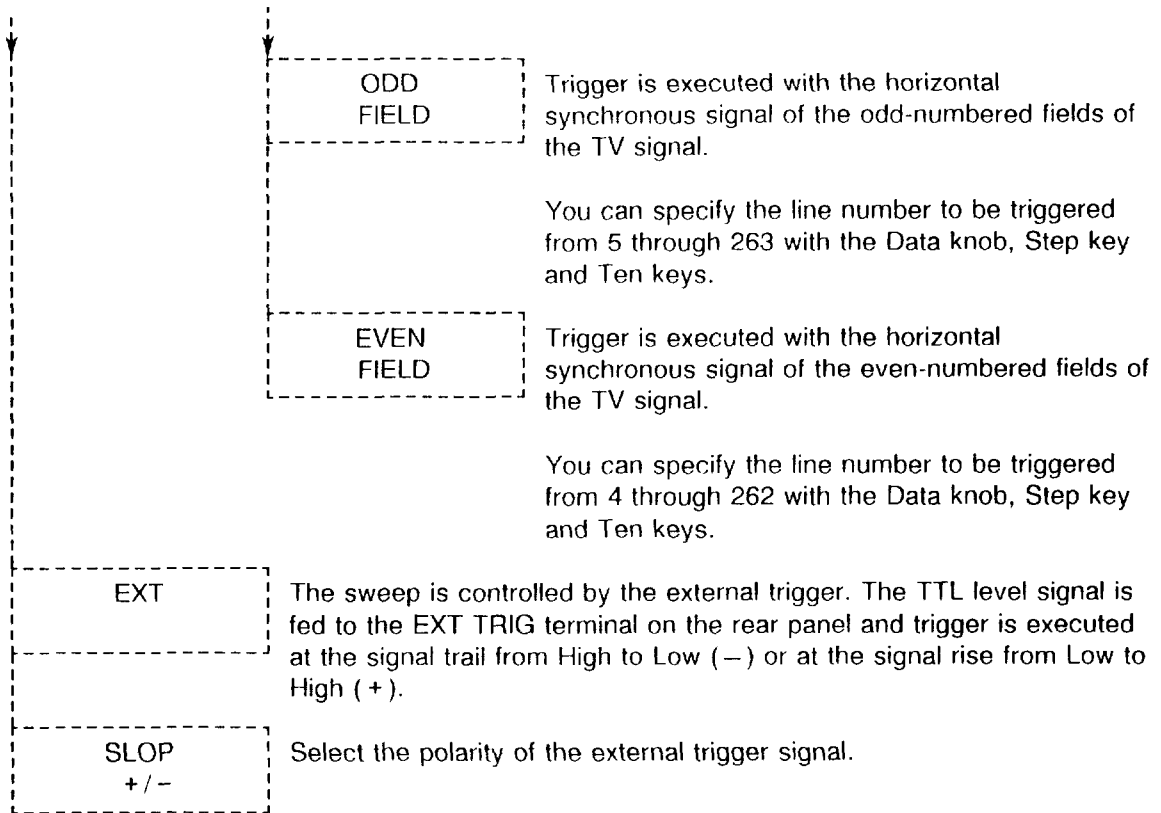 ODD
FIELD
Trigger is executed with the horizontal
synchronous signal of the odd-numbered fields of
the TV signal.
You can specify the line number to be triggered
from 5 through 263 with the Data knob, Step key
and Ten keys.
EVEN
FIELD
Trigger is executed with the horizontal
synchronous signal of the even-numbered fields of
the TV signal.
You can specify the line number to be triggered
from 4 through 262 with the Data knob, Step key
and Ten keys.
EXT
The sweep is controlled by the external trigger. The TTL level signal is
fed to the EXT TRIG terminal on the rear panel and trigger is executed
at the signal trail from High to Low (−) or at the signal rise from Low to
High (+).
SLOP
+/−
Select the polarity of the external trigger signal.